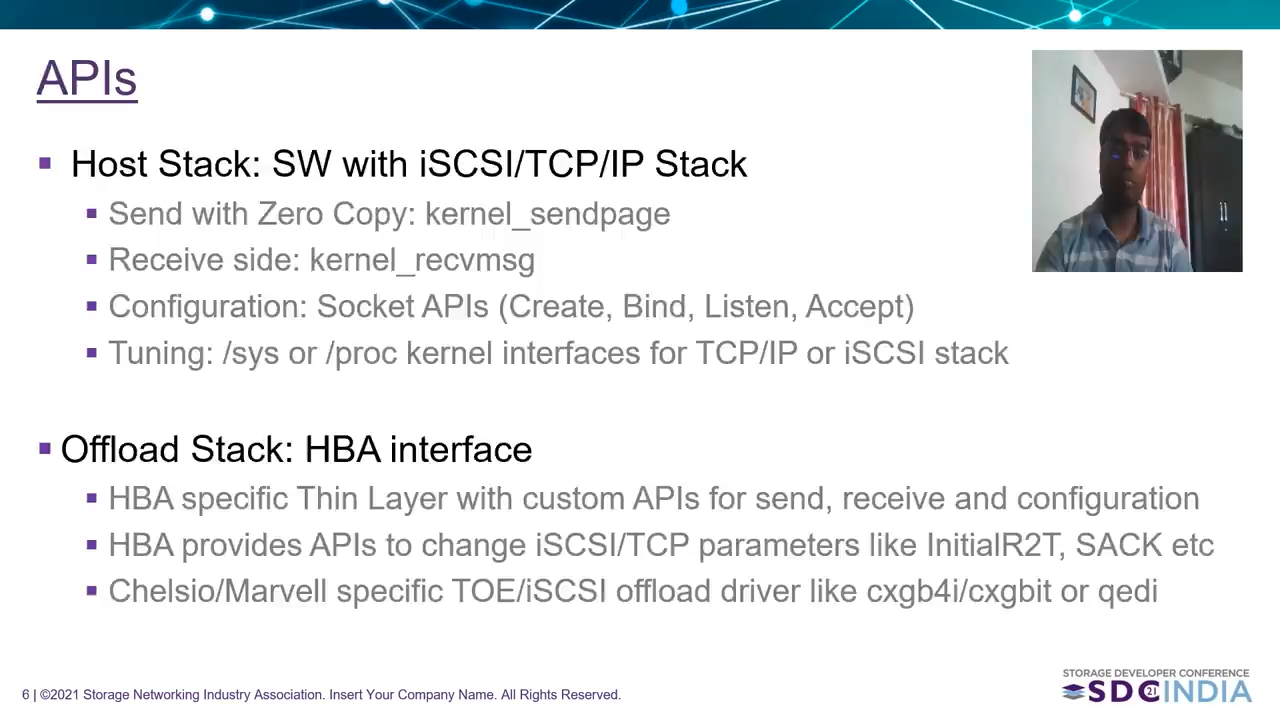 APIs
Host Stack: SW with iSCSI/TCP/IP Stack
Send with Zero Copy: kernel_sendpage
Receive side: kernel_recvmsg
Configuration: Socket APIs (Create, Bind, Listen, Accept)
Tuning: /sys or /proc kernel interfaces for TCP/IP or iSCSI stack
Offload Stack: HBA interface
HBA specific Thin Layer with custom APIs for send, receive and configuration
HBA provides APIs to change iSCSI/TCP parameters like InitialR2T, SACK etc
Chelsio/Marvell specific TOE/iSCSI offload driver like cxgb4i/cxgbit or qedi
6 | ©2021 Storage Networking Industry Association. Insert Your Company Name. All Rights Reserved.
STORAGE DEVELOPER CONFERENCE
SDC 21 INDIA